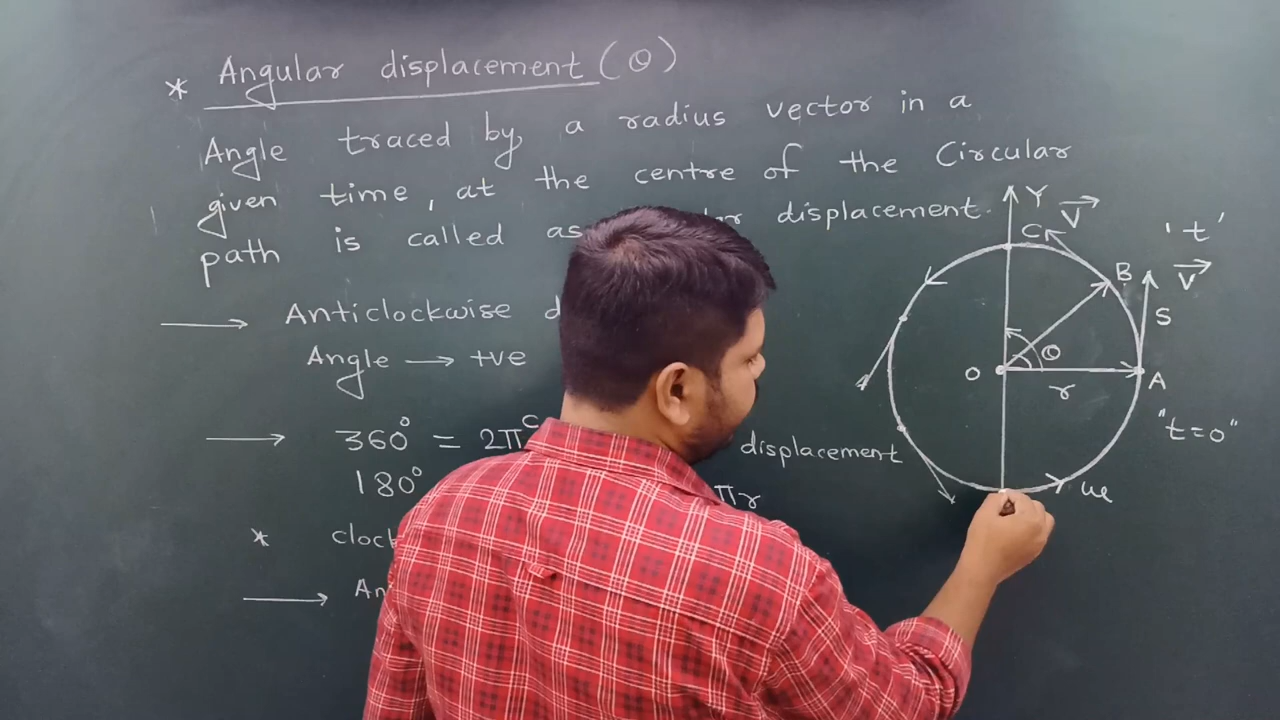 * Angular displacement (θ)
Angle traced by a radius vector in a
given time, at the centre of the Circular
path is called as displacement.
→ Anticlockwise d
Angle → +ve
→ 360° = 2π^c
displacement
180°
πr
* clock
→ An
Y
C
V
't'
B
V
S
θ
O
r
A
"t=0"